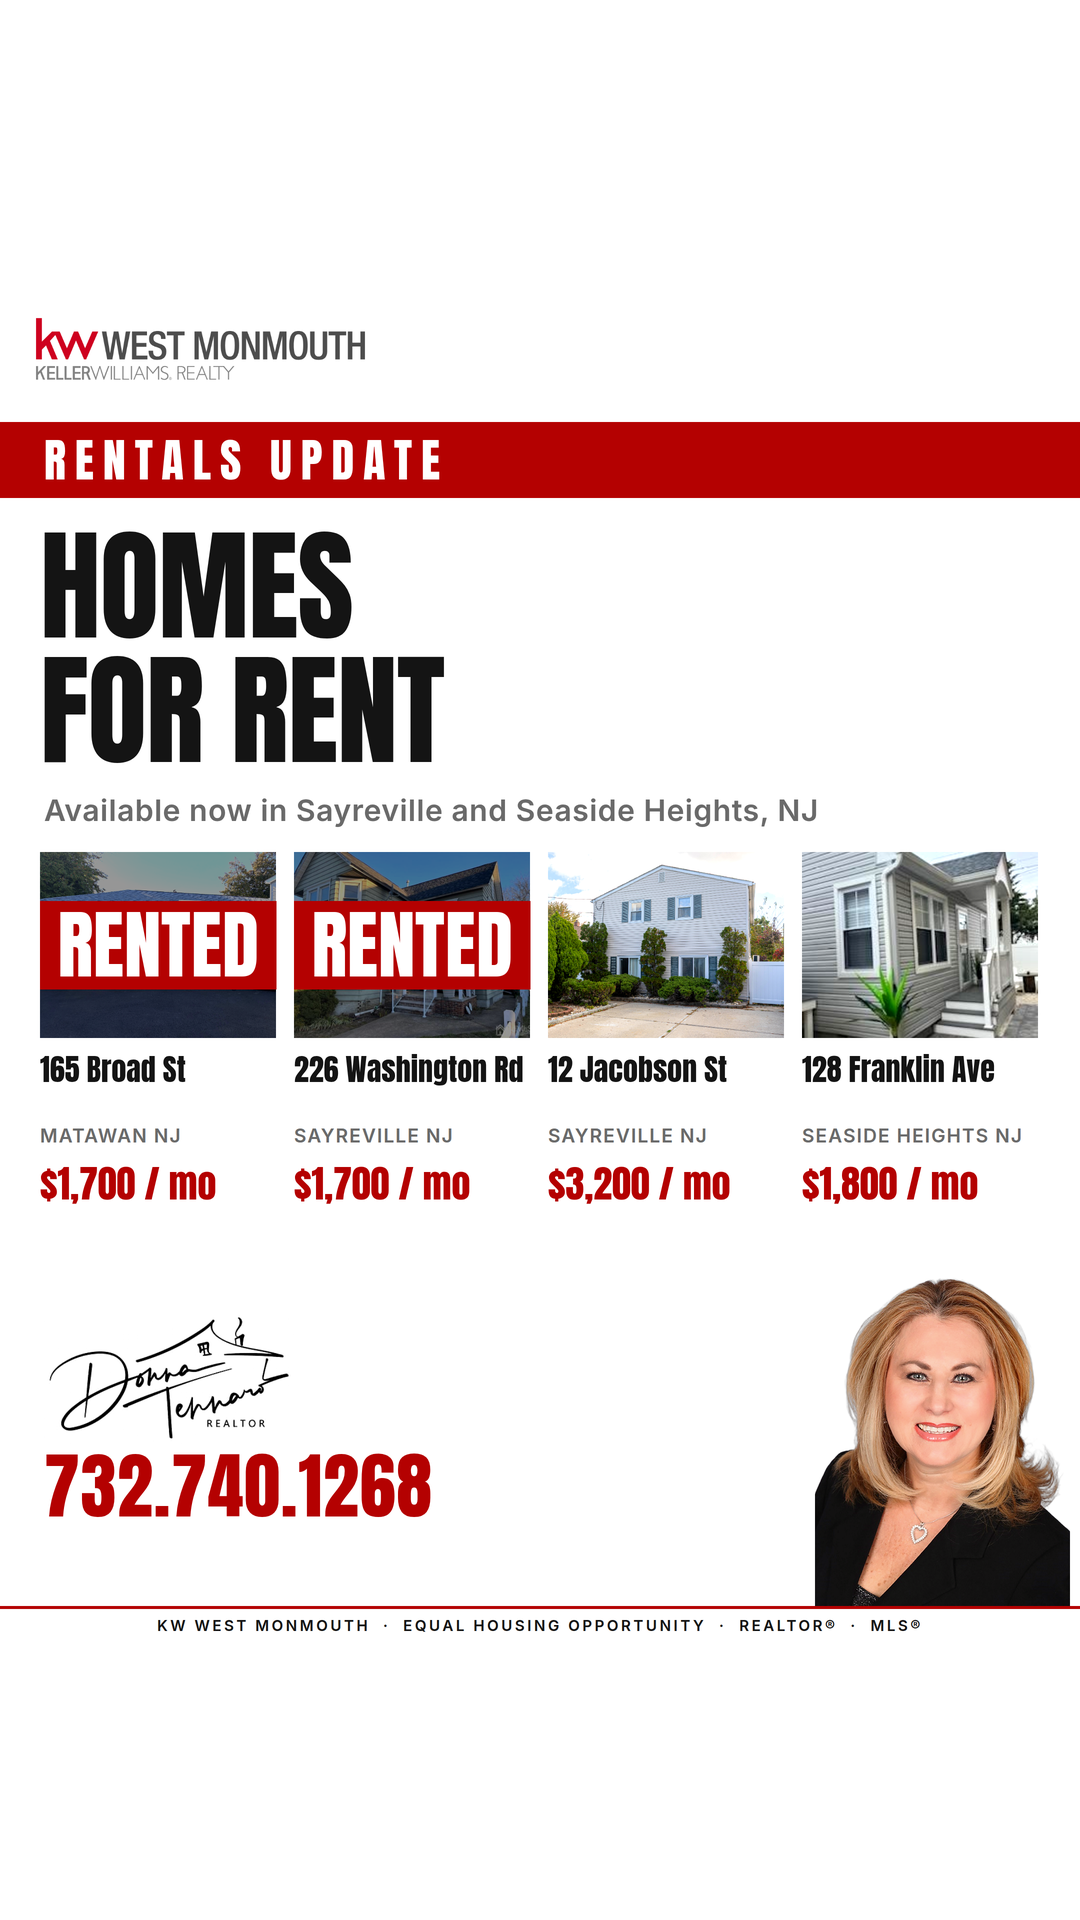 kw WEST MONMOUTH
KELLERWILLIAMS. REALTY
RENTALS UPDATE
HOMES
FOR RENT
Available now in Sayreville and Seaside Heights, NJ
RENTED
RENTED
165 Broad St
226 Washington Rd
12 Jacobson St
128 Franklin Ave
MATAWAN NJ
SAYREVILLE NJ
SAYREVILLE NJ
SEASIDE HEIGHTS NJ
$1,700 / mo
$1,700 / mo
$3,200 / mo
$1,800 / mo
Donna
Tennaro
REALTOR
732.740.1268
KW WEST MONMOUTH · EQUAL HOUSING OPPORTUNITY · REALTOR® · MLS®